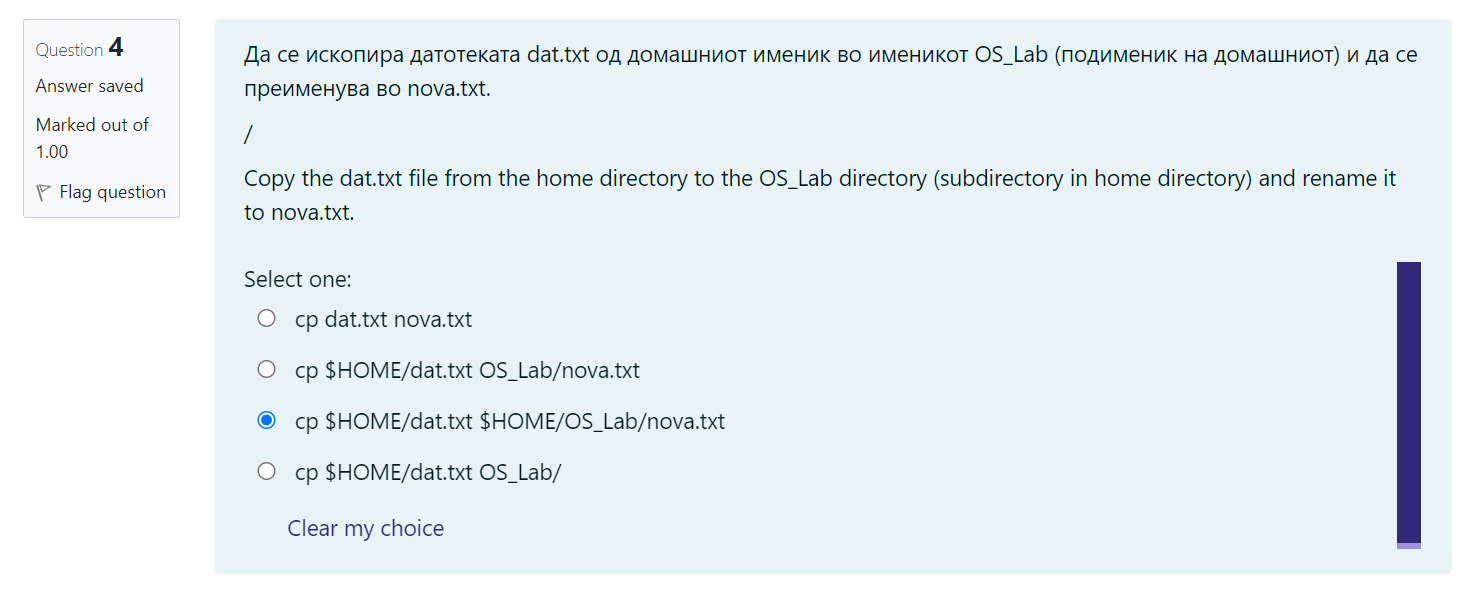 Question 4
Answer saved
Marked out of
1.00
Flag question
Да се ископира датотеката dat.txt од домашниот именик во именикот OS_Lab (подименик на домашниот) и да се
преименува во nova.txt.
/
Copy the dat.txt file from the home directory to the OS_Lab directory (subdirectory in home directory) and rename it
to nova.txt.
Select one:
cp dat.txt nova.txt
cp $HOME/dat.txt OS_Lab/nova.txt
cp $HOME/dat.txt $HOME/OS_Lab/nova.txt
cp $HOME/dat.txt OS_Lab/
Clear my choice